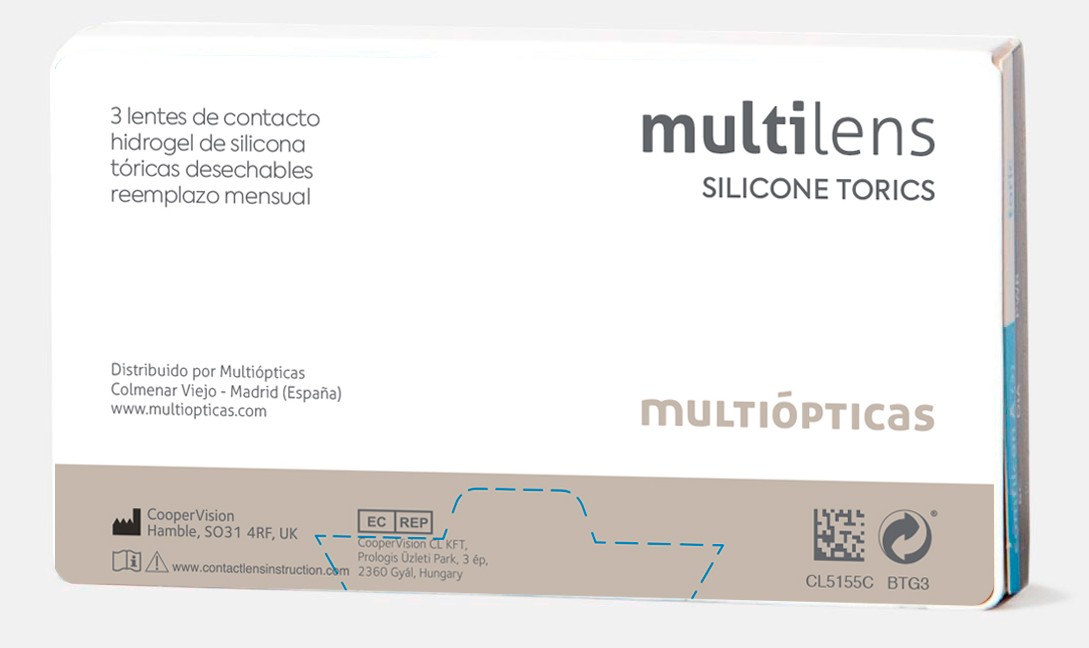 3 lentes de contacto
hidrogel de silicona
tóricas desechables
reemplazo mensual
multilens
SILICONE TORICS
Distribuido por Multiópticas
Colmenar Viejo - Madrid (España)
www.multiopticas.com
MULTIÓPTICAS
CooperVision
Hamble, SO31 4RF, UK
www.contactlensinstruction.com
EC REP
CooperVision CL KFT,
Prologis Üzleti Park, 3 ép,
2360 Gyál, Hungary
CL5155C BTG3